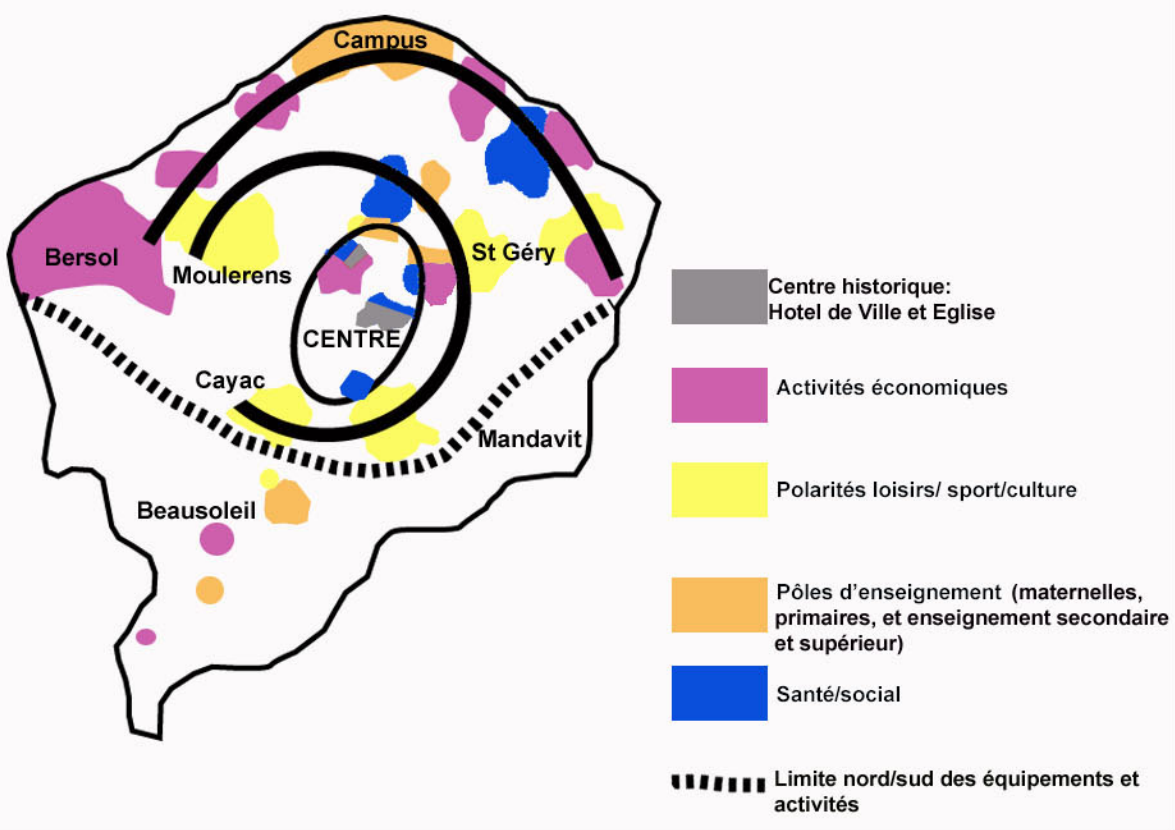 Campus
Bersol
Moulerens
St Géry
CENTRE
Cayac
Mandavit
Beausoleil
Centre historique:
Hotel de Ville et Eglise
Activités économiques
Polarités loisirs/ sport/culture
Pôles d'enseignement (maternelles,
primaires, et enseignement secondaire
et supérieur)
Santé/social
Limite nord/sud des équipements et
activités